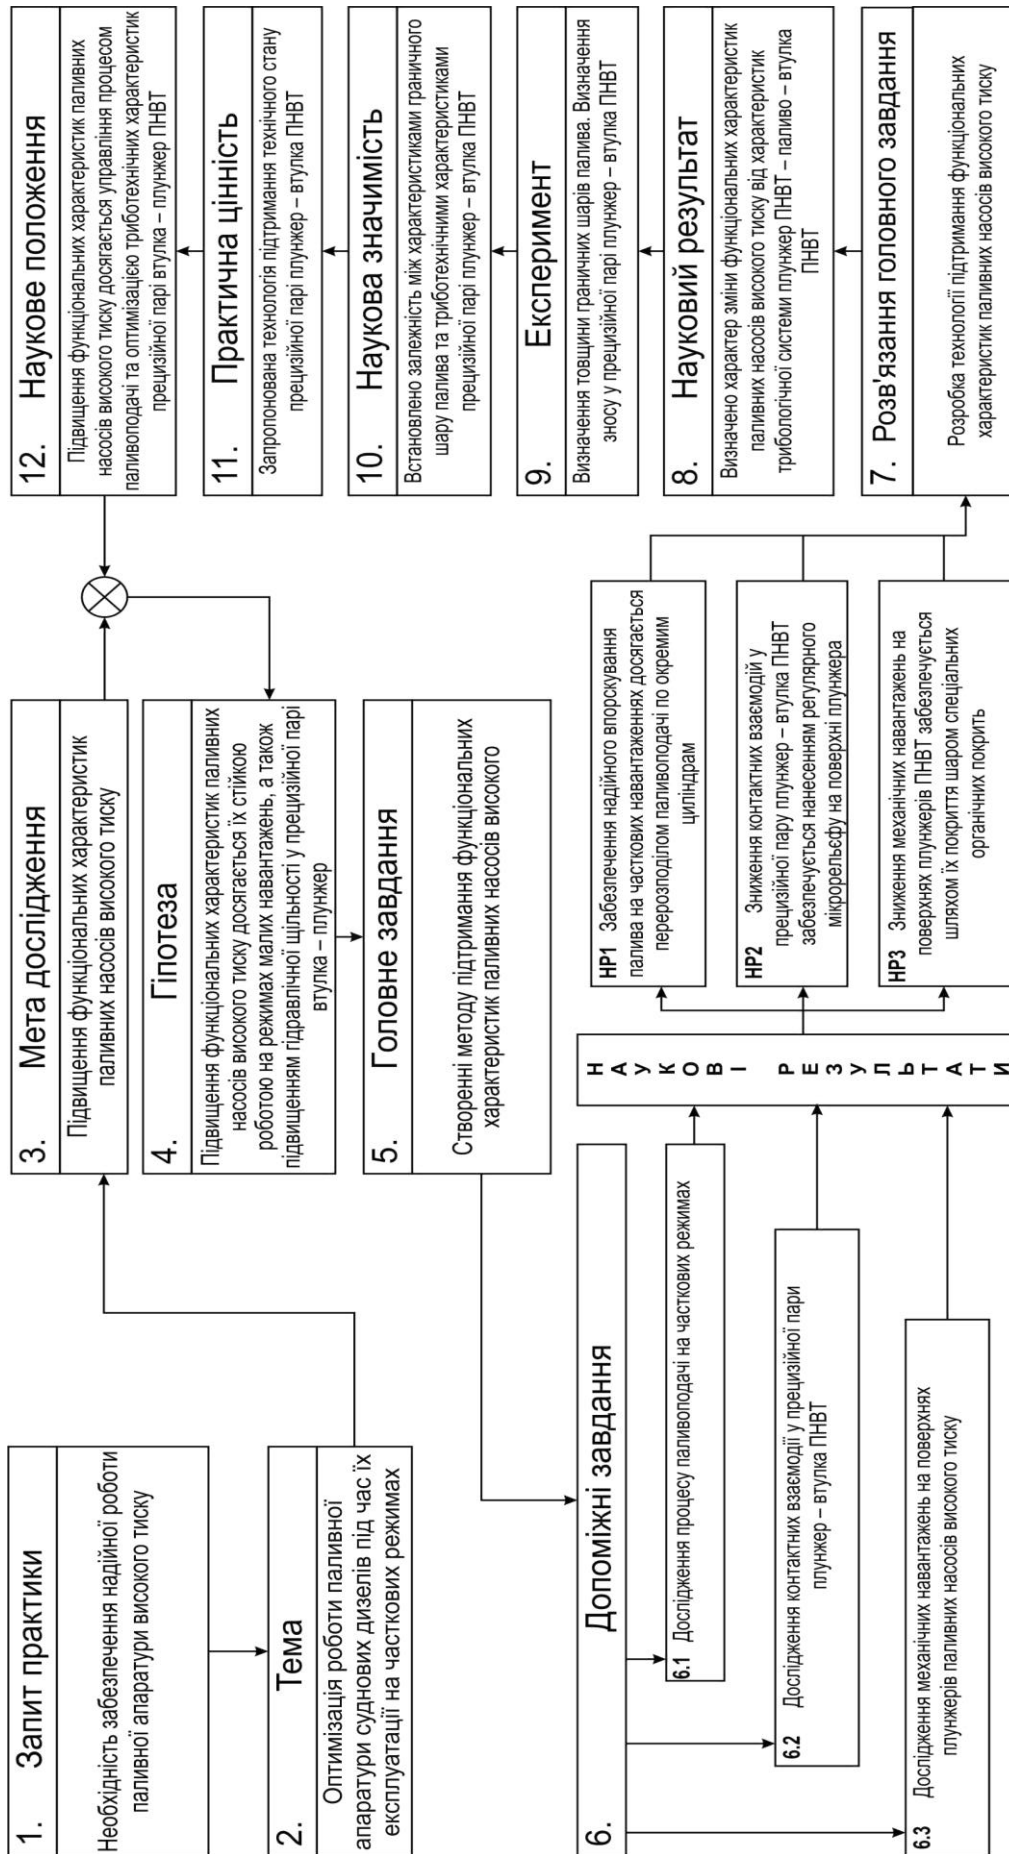 1. Запит практики
Необхідність забезпечення надійної роботи
паливної апаратури високого тиску
2. Тема
Оптимізація роботи паливної
апаратури суднових дизелів під час їх
експлуатації на часткових режимах
3. Мета дослідження
Підвищення функціональних характеристик
паливних насосів високого тиску
4. Гіпотеза
Підвищення функціональних характеристик паливних
насосів високого тиску досягається їх стійкою
роботою на режимах малих навантажень, а також
підвищенням гідравлічної щільності у прецизійної парі
втулка – плунжер
5. Головне завдання
Створенні методу підтримання функціональних
характеристик паливних насосів високого
6. Допоміжні завдання
6.1 Дослідження процесу паливоподачі на часткових режимах
6.2 Дослідження контактних взаємодії у прецизійної пари
плунжер – втулка ПНВТ
6.3 Дослідження механічних навантажень на поверхнях
плунжерів паливних насосів високого тиску
НАУКОВІ РЕЗУЛЬТАТИ
НР1 Забезпечення надійного впорскування
палива на часткових навантаженнях досягається
перерозподілом паливоподачі по окремим
циліндрам
НР2 Зниження контактних взаємодій у
прецизійної пару плунжер – втулка ПНВТ
забезпечується нанесенням регулярного
мікрорельєфу на поверхні плунжера
НР3 Зниження механічних навантажень на
поверхнях плунжерів ПНВТ забезпечується
шляхом їх покриття шаром спеціальних
органічних покрить
7. Розв'язання головного завдання
Розробка технології підтримання функціональних
характеристик паливних насосів високого тиску
8. Науковий результат
Визначено характер зміни функціональних характеристик
паливних насосів високого тиску від характеристик
трибологічної системи плунжер ПНВТ – паливо – втулка
ПНВТ
9. Експеримент
Визначення товщини граничних шарів палива. Визначення
зносу у прецизійної парі плунжер – втулка ПНВТ
10. Наукова значимість
Встановлено залежність між характеристиками граничного
шару палива та триботехнічними характеристиками
прецизійної парі плунжер – втулка ПНВТ
11. Практична цінність
Запропонована технологія підтримання технічного стану
прецизійної парі плунжер – втулка ПНВТ
12. Наукове положення
Підвищення функціональних характеристик паливних
насосів високого тиску досягається управління процесом
паливоподачі та оптимізацією триботехнічних характеристик
прецизійної парі втулка – плунжер ПНВТ